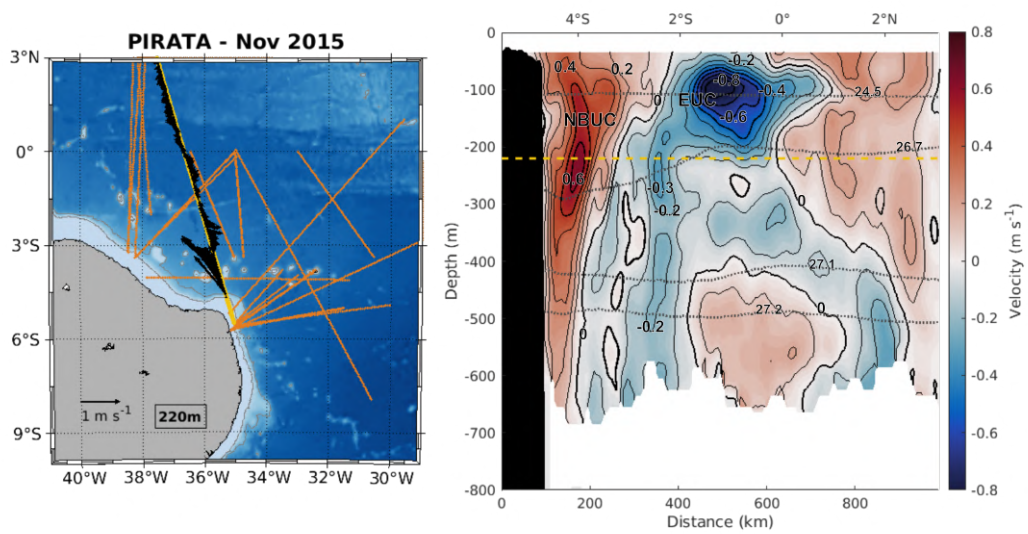 PIRATA - Nov 2015
3°N
0°
3°S
6°S
9°S
1 m s⁻¹
220m
40°W 38°W 36°W 34°W 32°W 30°W
4°S 2°S 0° 2°N
0
-100
-200
-300
-400
-500
-600
-700
-800
Depth (m)
0 200 400 600 800
Distance (km)
0.4
0.2
-0.2
-0.8
-0.4
0
EUC
24.5
NBUC
-0.6
26.7
0.6
-0.3
-0.2
0
27.1
27.2
0
-0.2
0
0.8
0.6
0.4
0.2
0
-0.2
-0.4
-0.6
-0.8
Velocity (m s⁻¹)